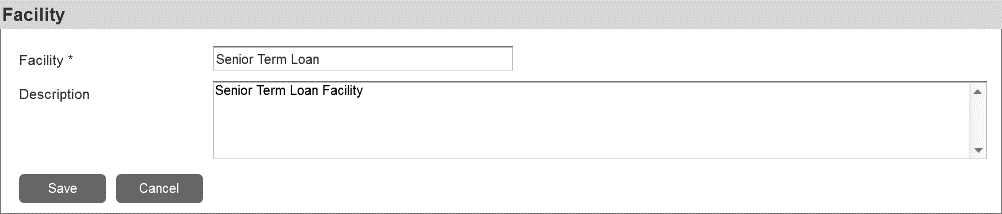 Facility
Facility *
Senior Term Loan
Description
Senior Term Loan Facility
Save
Cancel